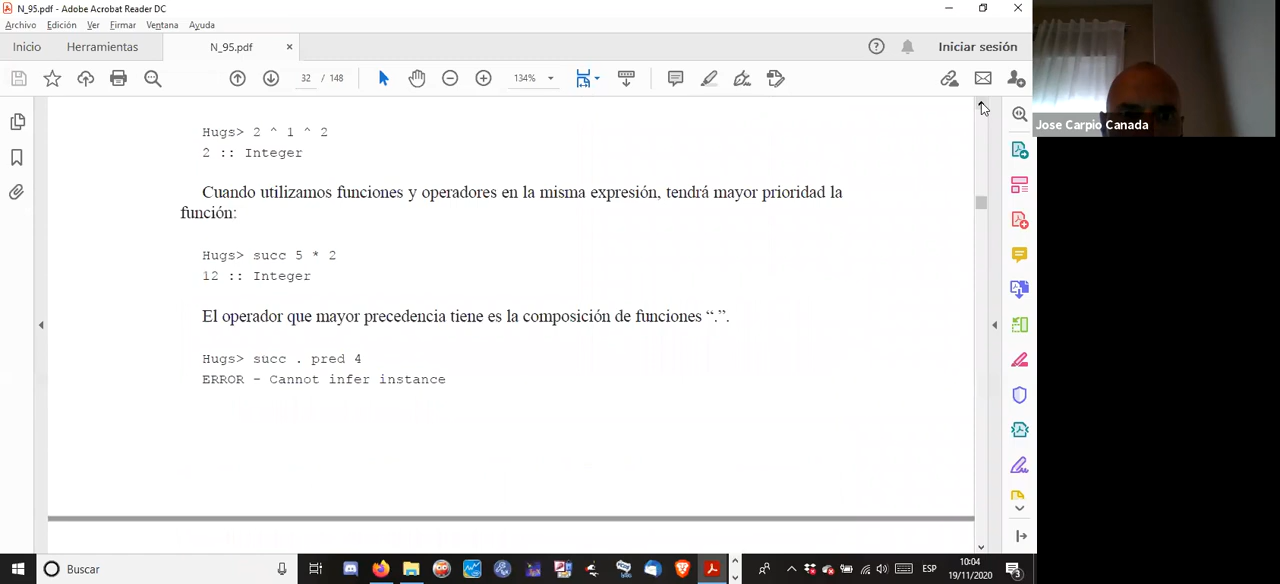 N_95.pdf - Adobe Acrobat Reader DC
Archivo Edición Ver Firmar Ventana Ayuda
Inicio Herramientas N_95.pdf × Iniciar sesión
32 / 148 134%
Jose Carpio Canada
Hugs> 2 ^ 1 ^ 2
2 :: Integer
Cuando utilizamos funciones y operadores en la misma expresión, tendrá mayor prioridad la
función:
Hugs> succ 5 * 2
12 :: Integer
El operador que mayor precedencia tiene es la composición de funciones “.”.
Hugs> succ . pred 4
ERROR - Cannot infer instance
Buscar
ESP
10:04
19/11/2020
3